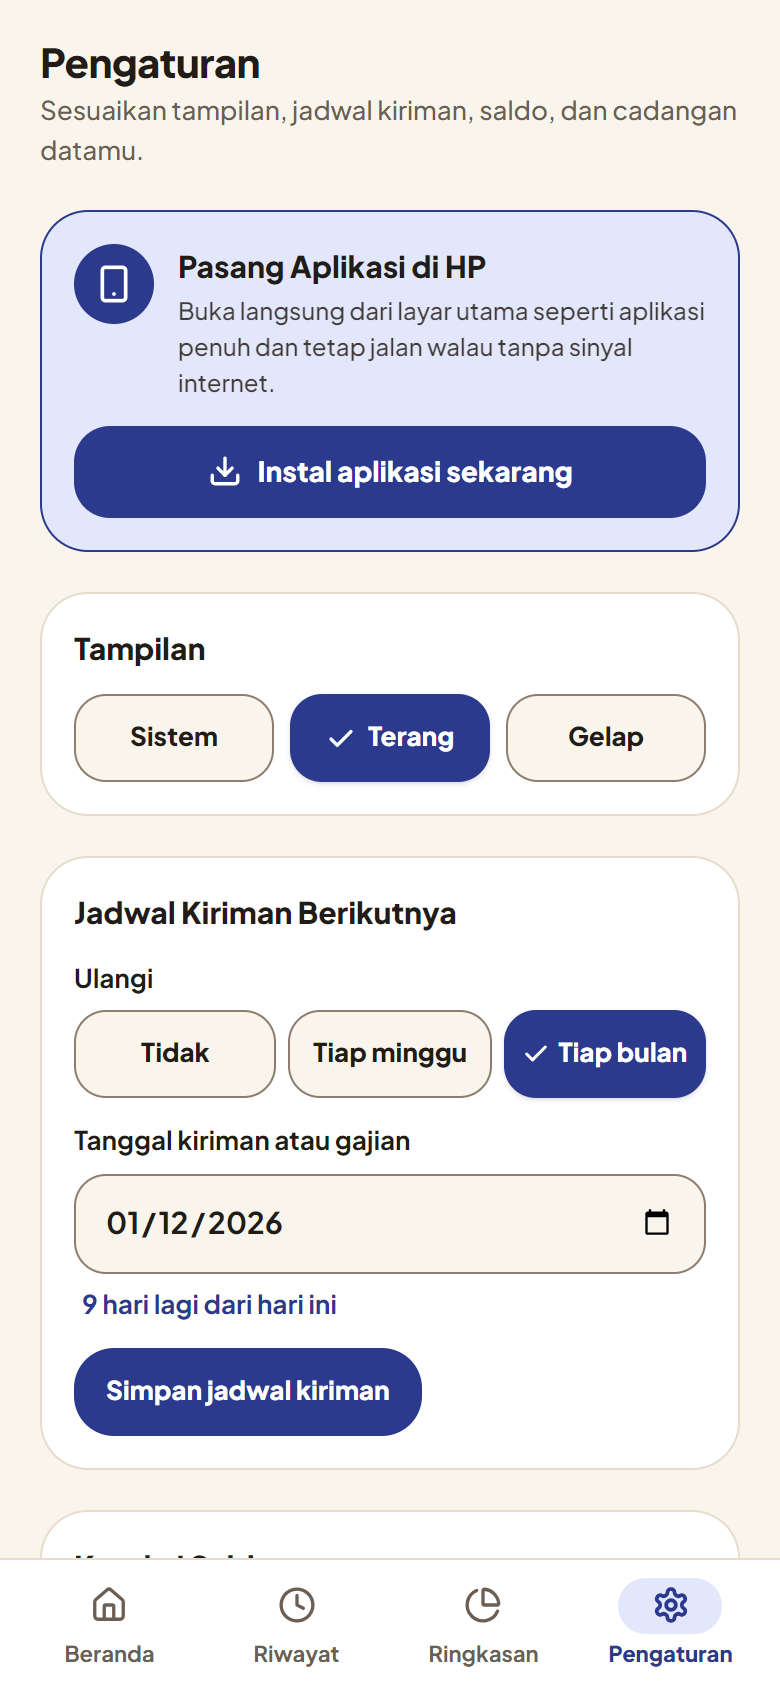 Pengaturan
Sesuaikan tampilan, jadwal kiriman, saldo, dan cadangan
datamu.
Pasang Aplikasi di HP
Buka langsung dari layar utama seperti aplikasi
penuh dan tetap jalan walau tanpa sinyal
internet.
Instal aplikasi sekarang
Tampilan
Sistem
Terang
Gelap
Jadwal Kiriman Berikutnya
Ulangi
Tidak
Tiap minggu
Tiap bulan
Tanggal kiriman atau gajian
01/12/2026
9 hari lagi dari hari ini
Simpan jadwal kiriman
Beranda
Riwayat
Ringkasan
Pengaturan